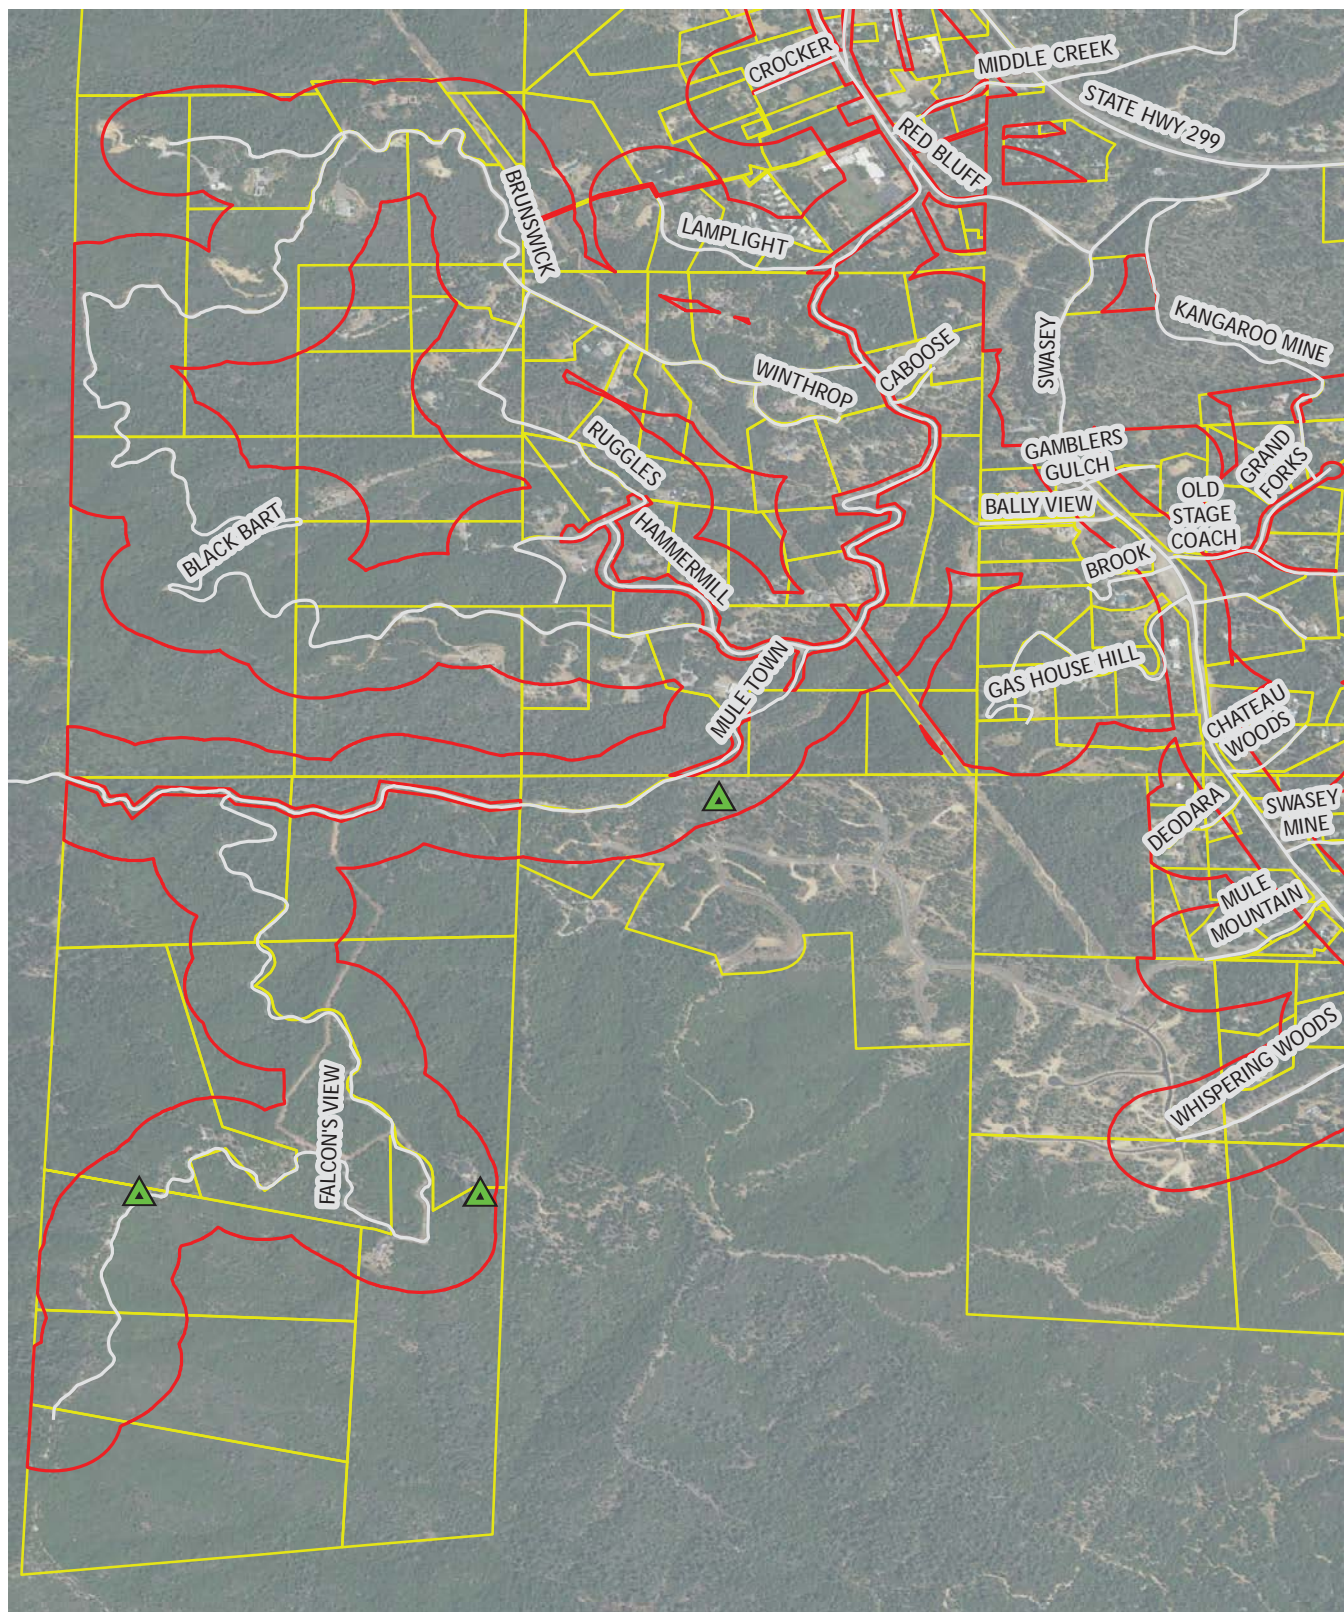 CROCKER
MIDDLE CREEK
STATE HWY 299
RED BLUFF
BRUNSWICK
LAMPLIGHT
KANGAROO MINE
SWASEY
CABOOSE
WINTHROP
RUGGLES
GAMBLERS
GULCH
GRAND
FORKS
BALLY VIEW
OLD
STAGE
COACH
BLACK BART
HAMMERMILL
BROOK
MULE TOWN
GAS HOUSE HILL
CHATEAU
WOODS
DEODARA
SWASEY
MINE
MULE
MOUNTAIN
FALCON'S VIEW
WHISPERING WOODS